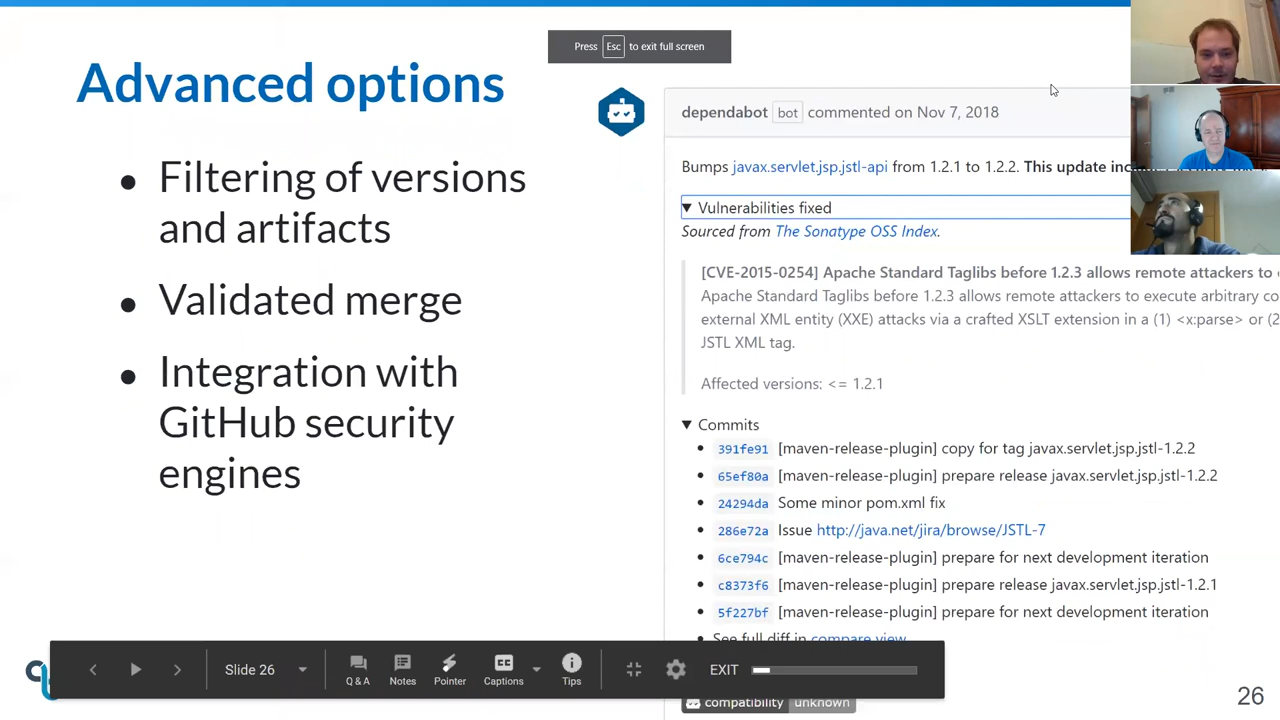 Advanced options
• Filtering of versions
and artifacts
• Validated merge
• Integration with
GitHub security
engines
Press Esc to exit full screen
dependabot bot commented on Nov 7, 2018
Bumps javax.servlet.jsp.jstl-api from 1.2.1 to 1.2.2. This update
▼ Vulnerabilities fixed
Sourced from The Sonatype OSS Index.
[CVE-2015-0254] Apache Standard Taglibs before 1.2.3 allows remote attackers to
Apache Standard Taglibs before 1.2.3 allows remote attackers to execute arbitrary
external XML entity (XXE) attacks via a crafted XSLT extension in a (1) <x:parse> or
JSTL XML tag.
Affected versions: <= 1.2.1
▼ Commits
• 391fe91 [maven-release-plugin] copy for tag javax.servlet.jsp.jstl-1.2.2
• 65ef80a [maven-release-plugin] prepare release javax.servlet.jsp.jstl-1.2.2
• 24294da Some minor pom.xml fix
• 286e72a Issue http://java.net/jira/browse/JSTL-7
• 6ce794c [maven-release-plugin] prepare for next development iteration
• c8373f6 [maven-release-plugin] prepare release javax.servlet.jsp.jstl-1.2.1
• 5f227bf [maven-release-plugin] prepare for next development iteration
• See full diff in compare view
compatibility unknown
Slide 26
Q & A
Notes
Pointer
CC
Captions
Tips
EXIT
26